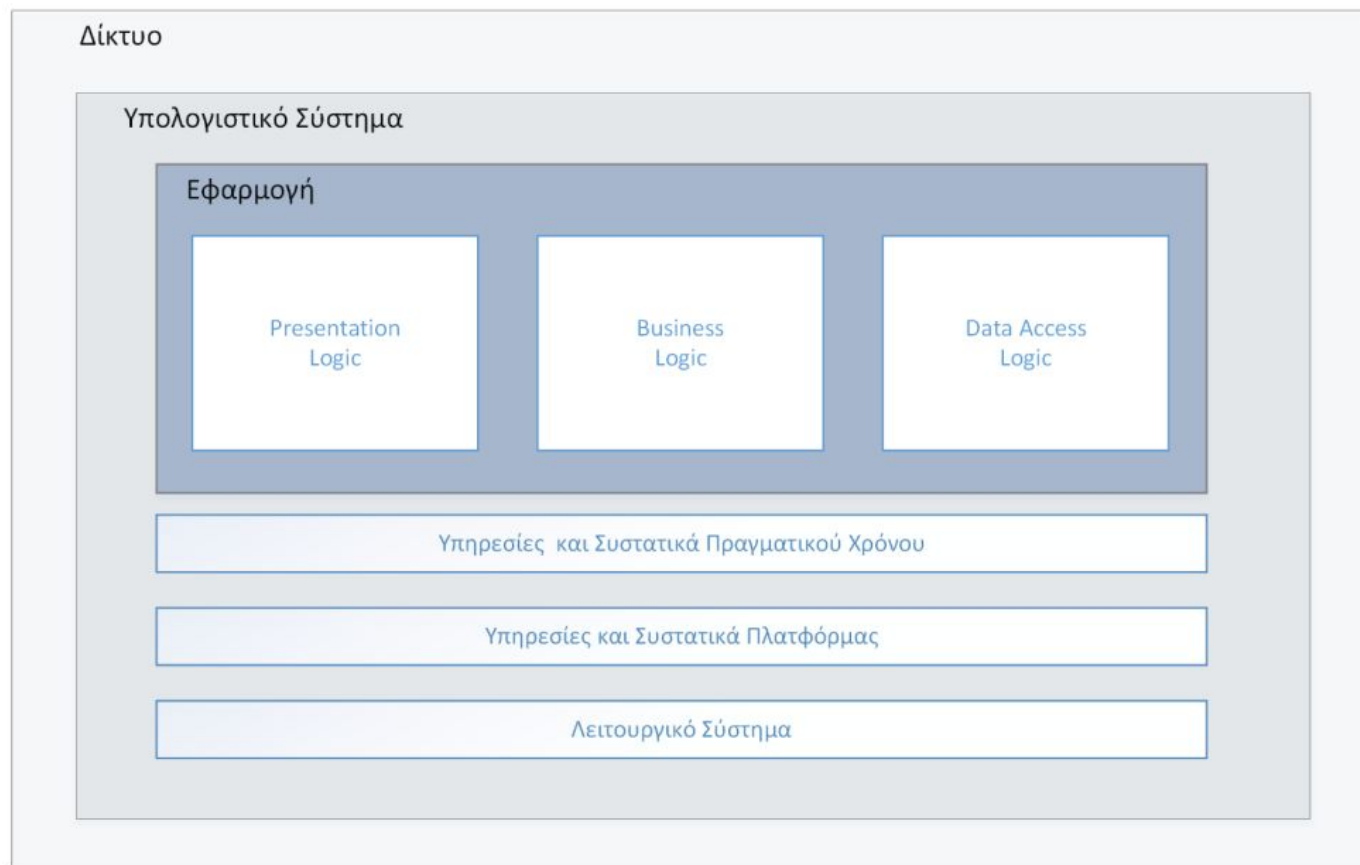 Δίκτυο
Υπολογιστικό Σύστημα
Εφαρμογή
Presentation
Logic
Business
Logic
Data Access
Logic
Υπηρεσίες και Συστατικά Πραγματικού Χρόνου
Υπηρεσίες και Συστατικά Πλατφόρμας
Λειτουργικό Σύστημα